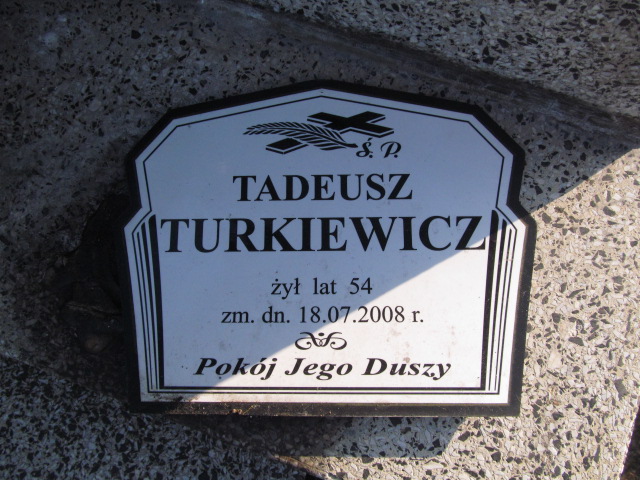 Ś. P.
TADEUSZ
TURKIEWICZ
żył lat 54
zm. dn. 18.07.2008 r.
Pokój Jego Duszy